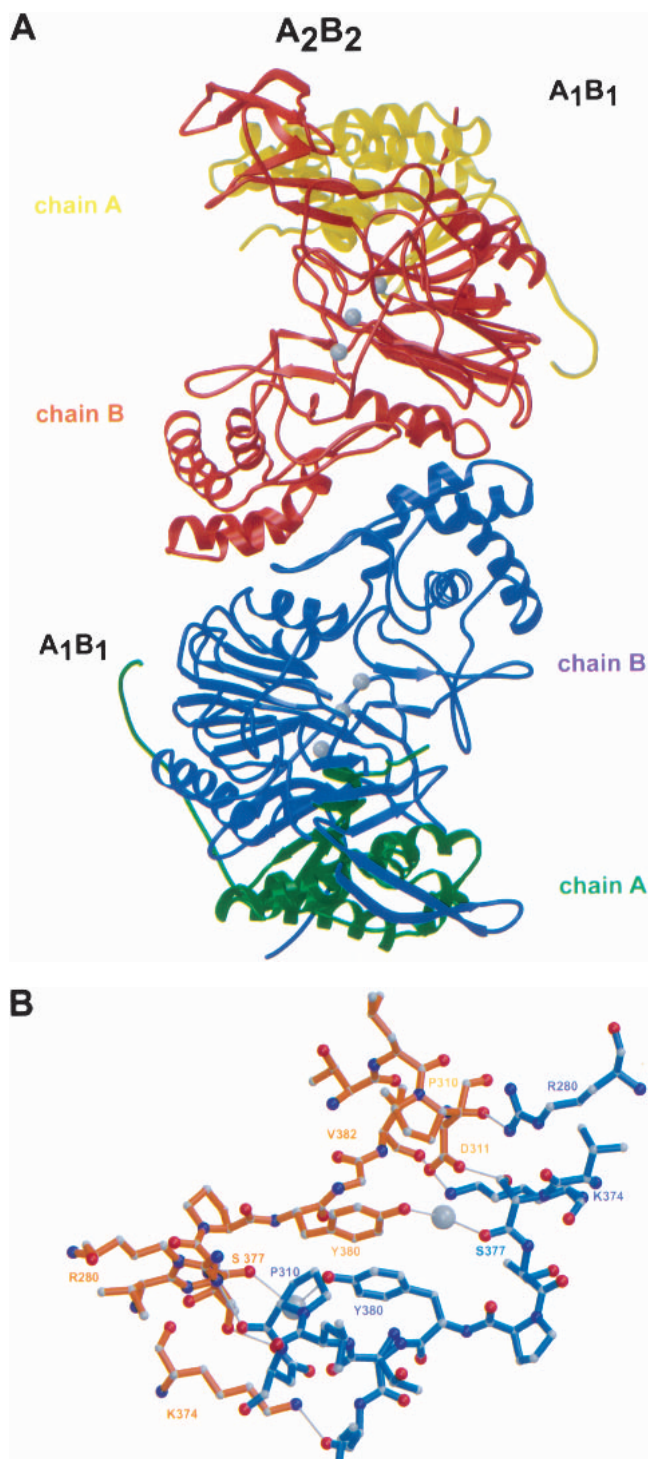 A
A2B2
A1B1
chain A
chain B
A1B1
chain B
chain A
B
P310
R280
V382
D311
K374
Y380
S377
S 377
P310
R280
Y380
K374